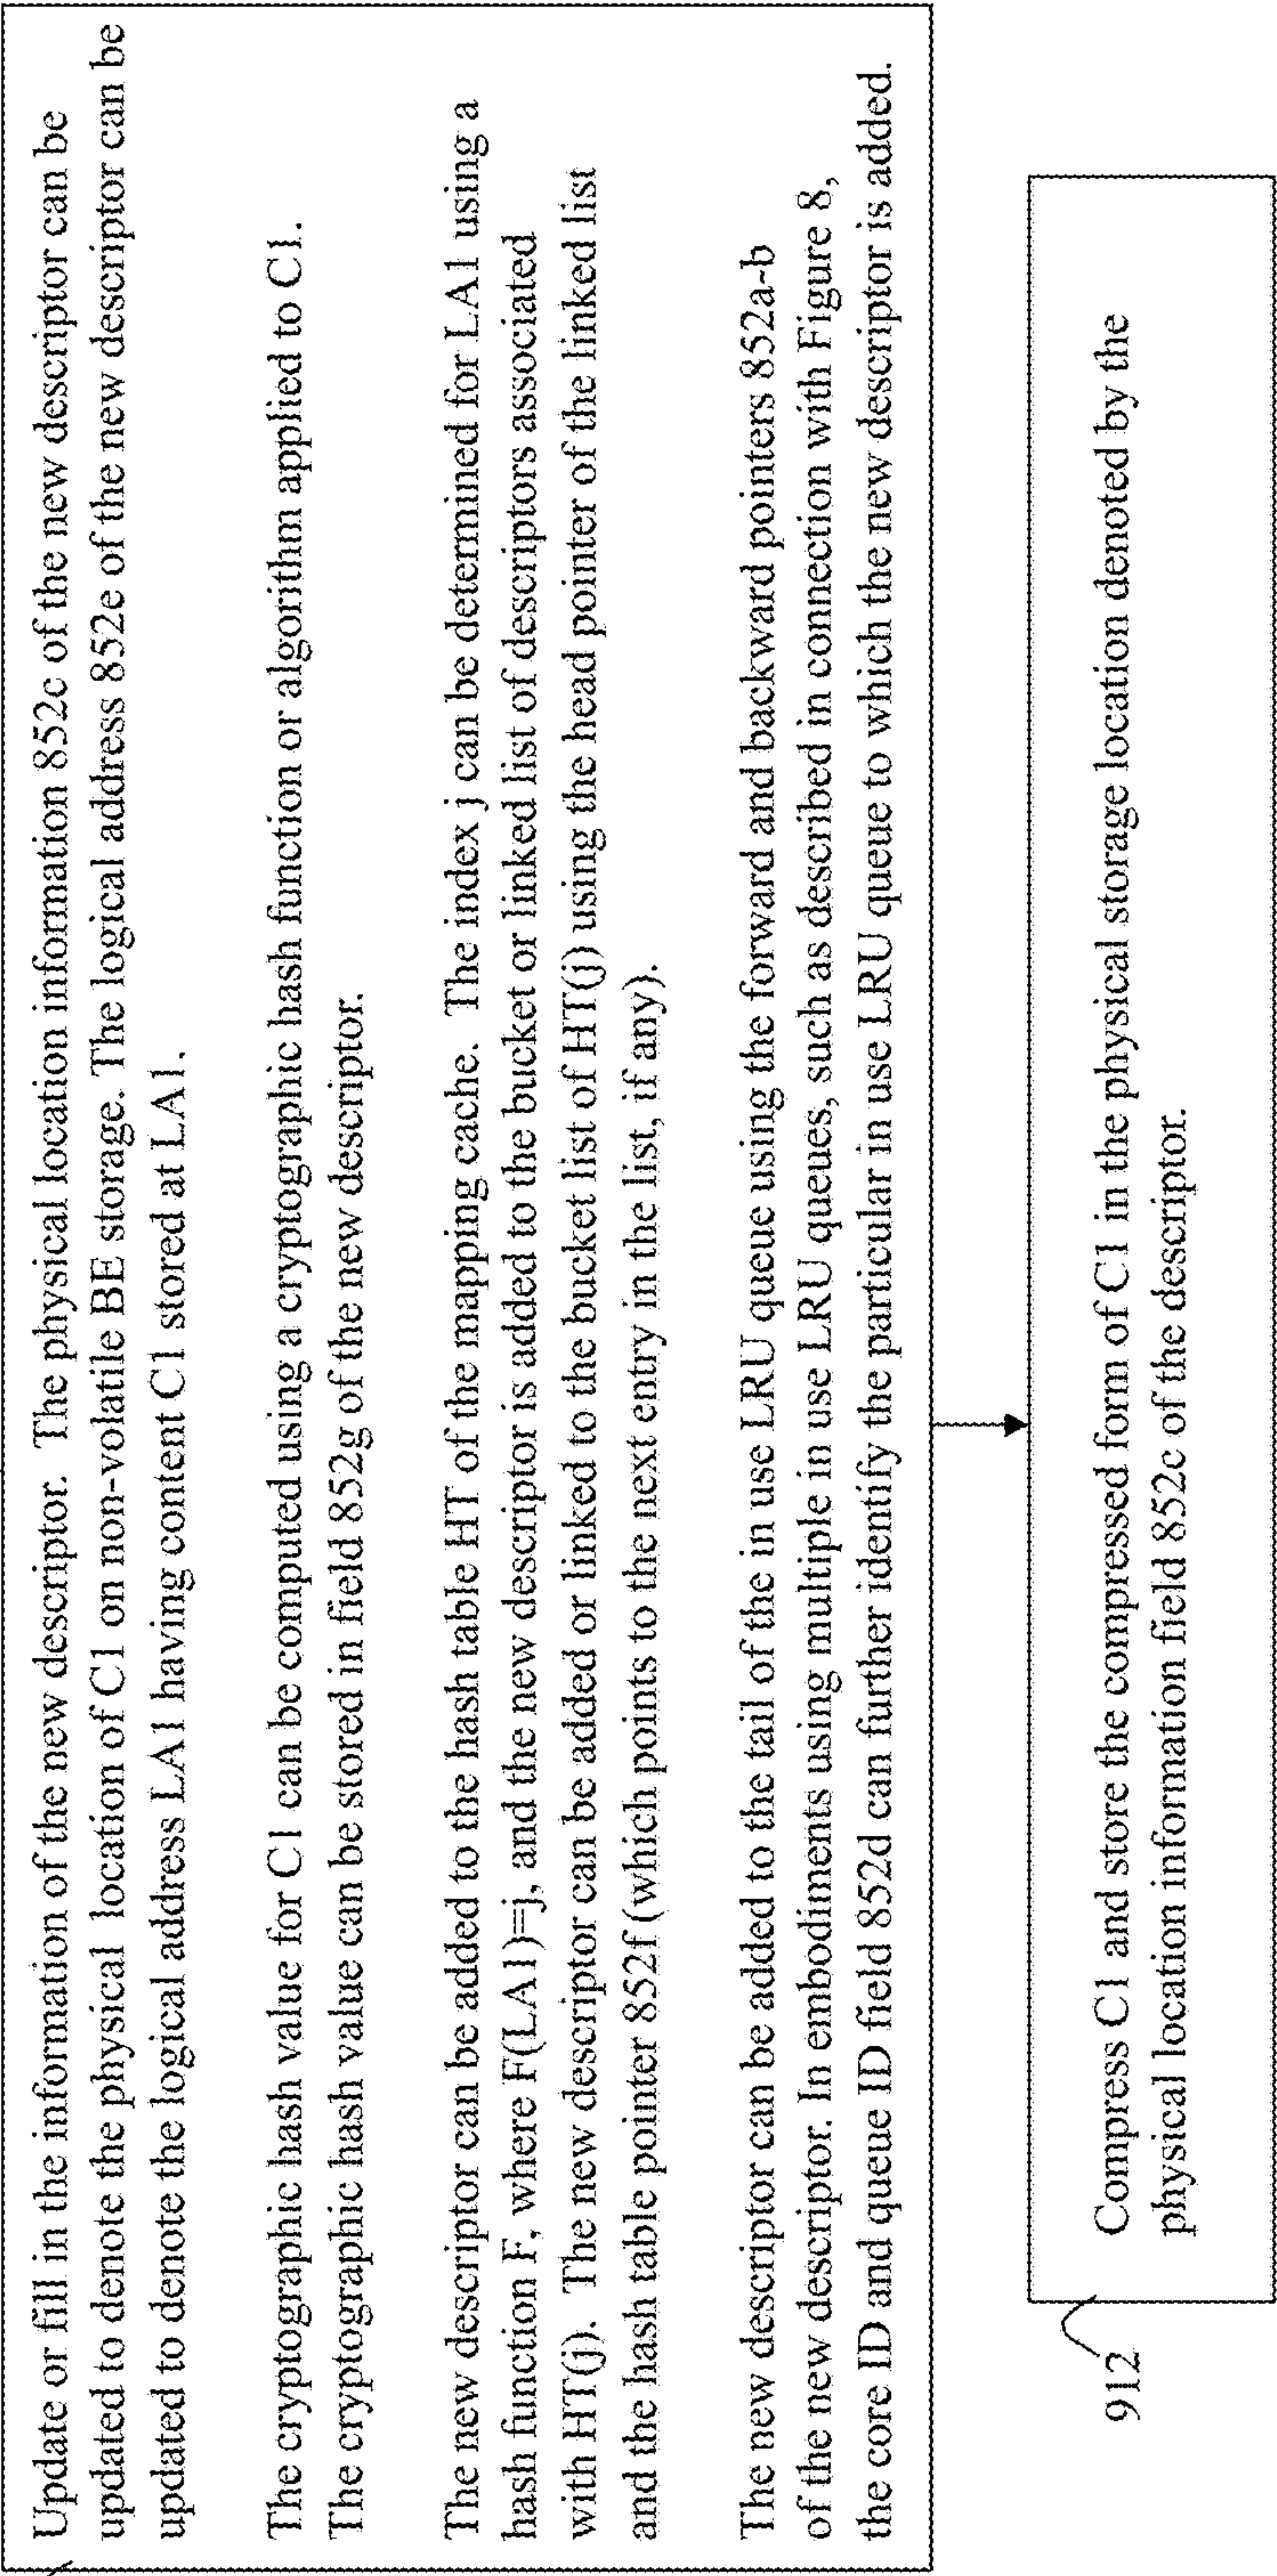 Update or fill in the information of the new descriptor. The physical location information 852c of the new descriptor can be
updated to denote the physical location of C1 on non-volatile BE storage. The logical address 852e of the new descriptor can be
updated to denote the logical address LA1 having content C1 stored at LA1.
The cryptographic hash value for C1 can be computed using a cryptographic hash function or algorithm applied to C1.
The cryptographic hash value can be stored in field 852g of the new descriptor.
The new descriptor can be added to the hash table HT of the mapping cache. The index j can be determined for LA1 using a
hash function F, where F(LA1)=j, and the new descriptor is added to the bucket or linked list of descriptors associated
with HT(j). The new descriptor can be added or linked to the bucket list of HT(j) using the head pointer of the linked list
and the hash table pointer 852f (which points to the next entry in the list, if any).
The new descriptor can be added to the tail of the in use LRU queue using the forward and backward pointers 852a-b
of the new descriptor. In embodiments using multiple in use LRU queues, such as described in connection with Figure 8,
the core ID and queue ID field 852d can further identify the particular in use LRU queue to which the new descriptor is added.
Compress C1 and store the compressed form of C1 in the physical storage location denoted by the
physical location information field 852c of the descriptor.
912